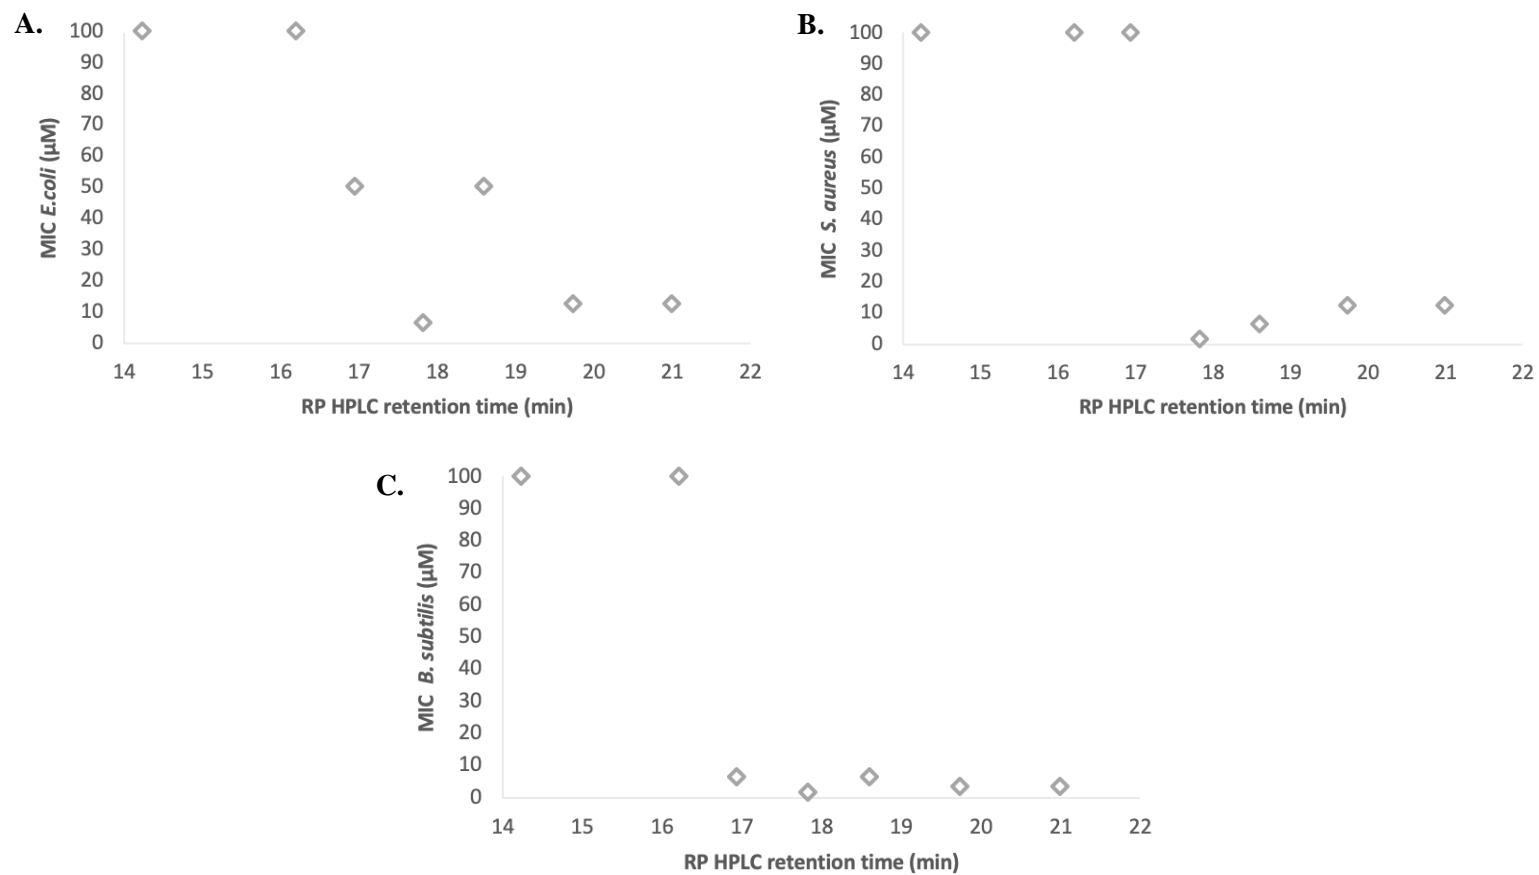 A.
100
90
80
70
60
50
40
30
20
10
0
MIC E.coli (µM)
14 15 16 17 18 19 20 21 22
RP HPLC retention time (min)
B.
100
90
80
70
60
50
40
30
20
10
0
MIC S. aureus (µM)
14 15 16 17 18 19 20 21 22
RP HPLC retention time (min)
C.
100
90
80
70
60
50
40
30
20
10
0
MIC B. subtilis (µM)
14 15 16 17 18 19 20 21 22
RP HPLC retention time (min)